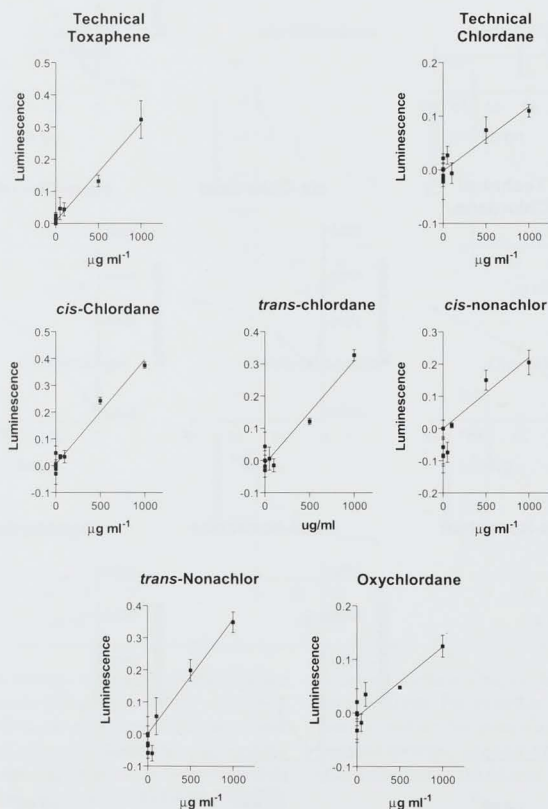 Technical
Toxaphene
Luminescence
0.5
0.4
0.3
0.2
0.1
0.0
0
500
1000
μg ml⁻¹
Technical
Chlordane
Luminescence
0.2
0.1
0.0
-0.1
0
500
1000
μg ml⁻¹
cis-Chlordane
Luminescence
0.5
0.4
0.3
0.2
0.1
0.0
-0.1
0
500
1000
μg ml⁻¹
trans-chlordane
Luminescence
0.4
0.3
0.2
0.1
0.0
-0.1
0
500
1000
ug/ml
cis-nonachlor
Luminescence
0.3
0.2
0.1
0.0
-0.1
-0.2
0
500
1000
μg ml⁻¹
trans-Nonachlor
Luminescence
0.4
0.3
0.2
0.1
0.0
-0.1
0
500
1000
μg ml⁻¹
Oxychlordane
Luminescence
0.2
0.1
0.0
-0.1
0
500
1000
μg ml⁻¹